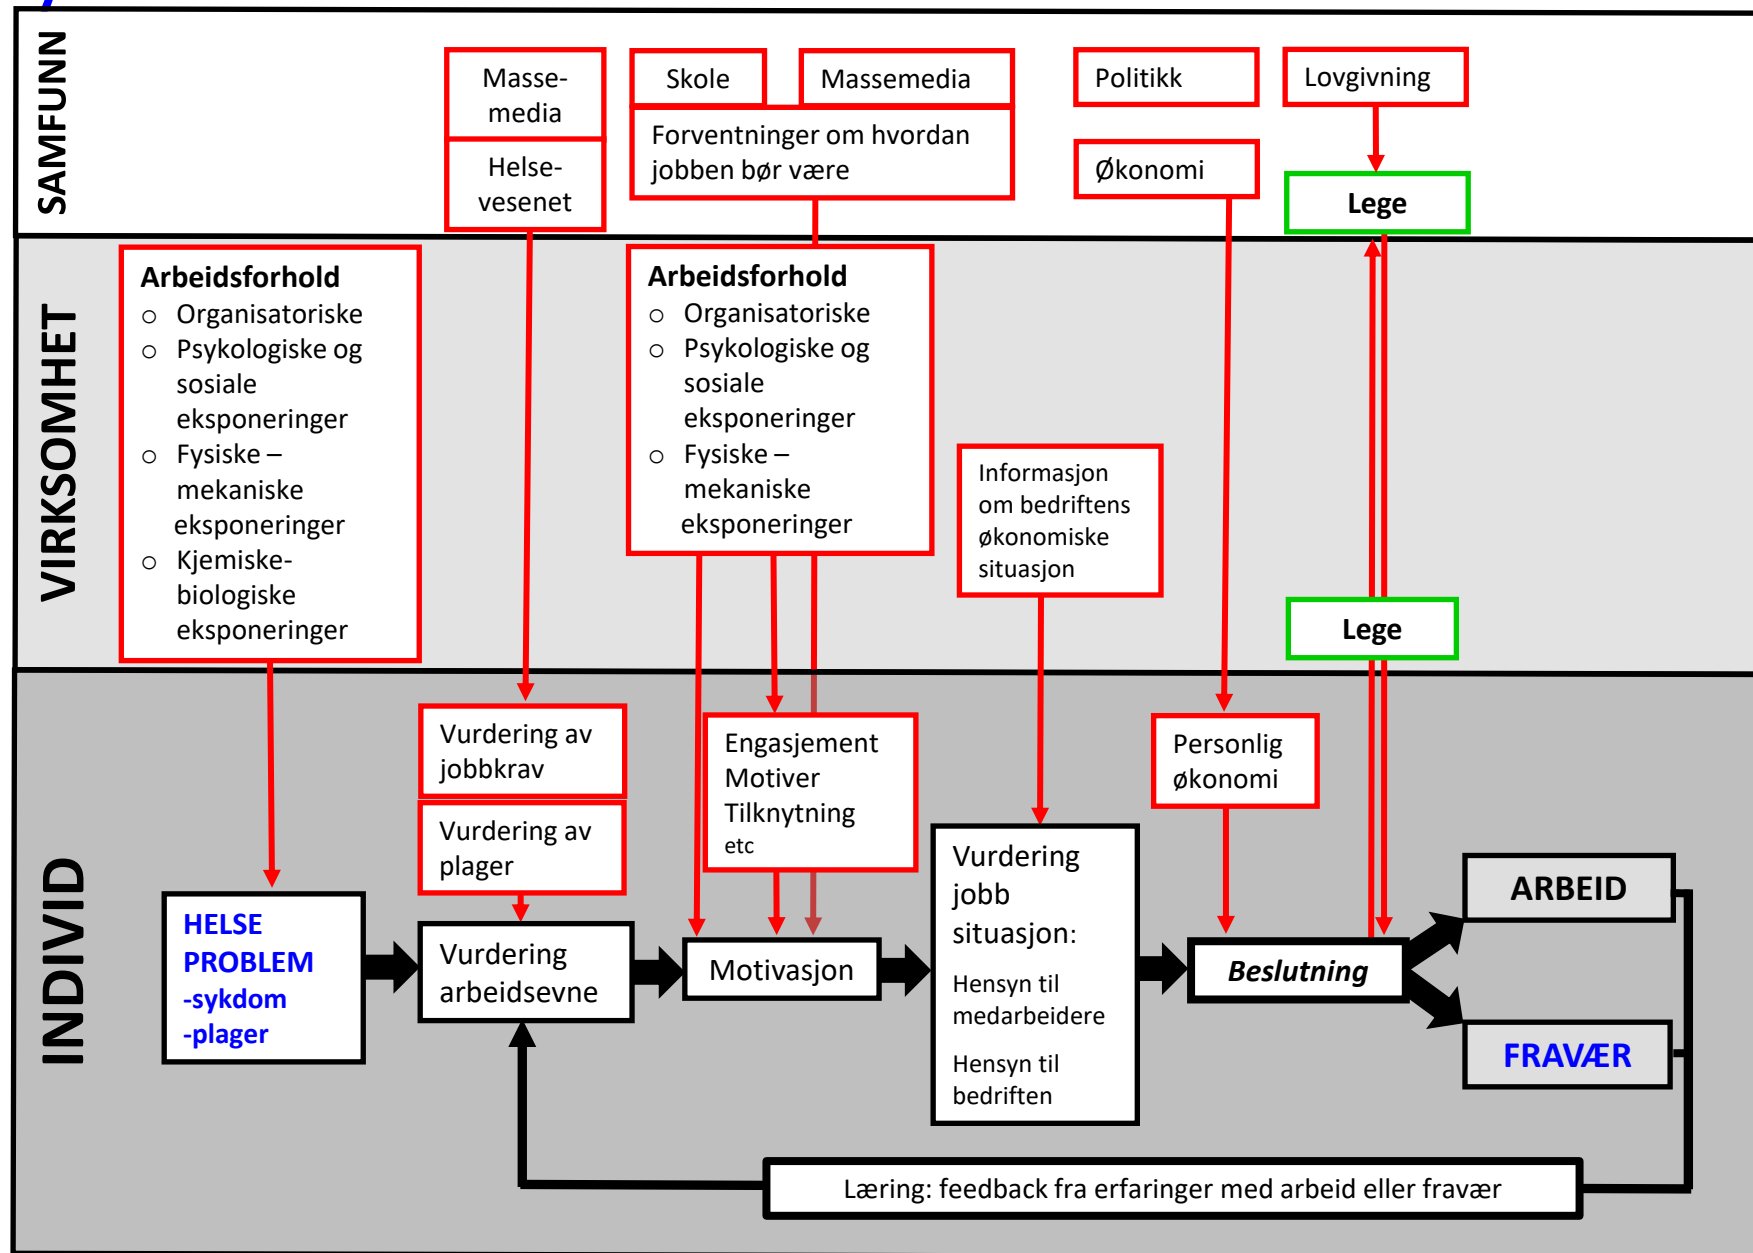 SAMFUNN
Masse-
media
Helse-
vesenet
Skole
Massemedia
Forventninger om hvordan
jobben bør være
Politikk
Økonomi
Lovgivning
Lege
VIRKSOMHET
Arbeidsforhold
o Organisatoriske
o Psykologiske og
sosiale
eksponeringer
o Fysiske –
mekaniske
eksponeringer
o Kjemiske-
biologiske
eksponeringer
Arbeidsforhold
o Organisatoriske
o Psykologiske og
sosiale
eksponeringer
o Fysiske –
mekaniske
eksponeringer
Informasjon
om bedriftens
økonomiske
situasjon
Lege
INDIVID
Vurdering av
jobbkrav
Vurdering av
plager
Engasjement
Motiver
Tilknytning
etc
Personlig
økonomi
HELSE
PROBLEM
-sykdom
-plager
Vurdering
arbeidsevne
Motivasjon
Vurdering
jobb
situasjon:
Hensyn til
medarbeidere
Hensyn til
bedriften
Beslutning
ARBEID
FRAVÆR
Læring: feedback fra erfaringer med arbeid eller fravær